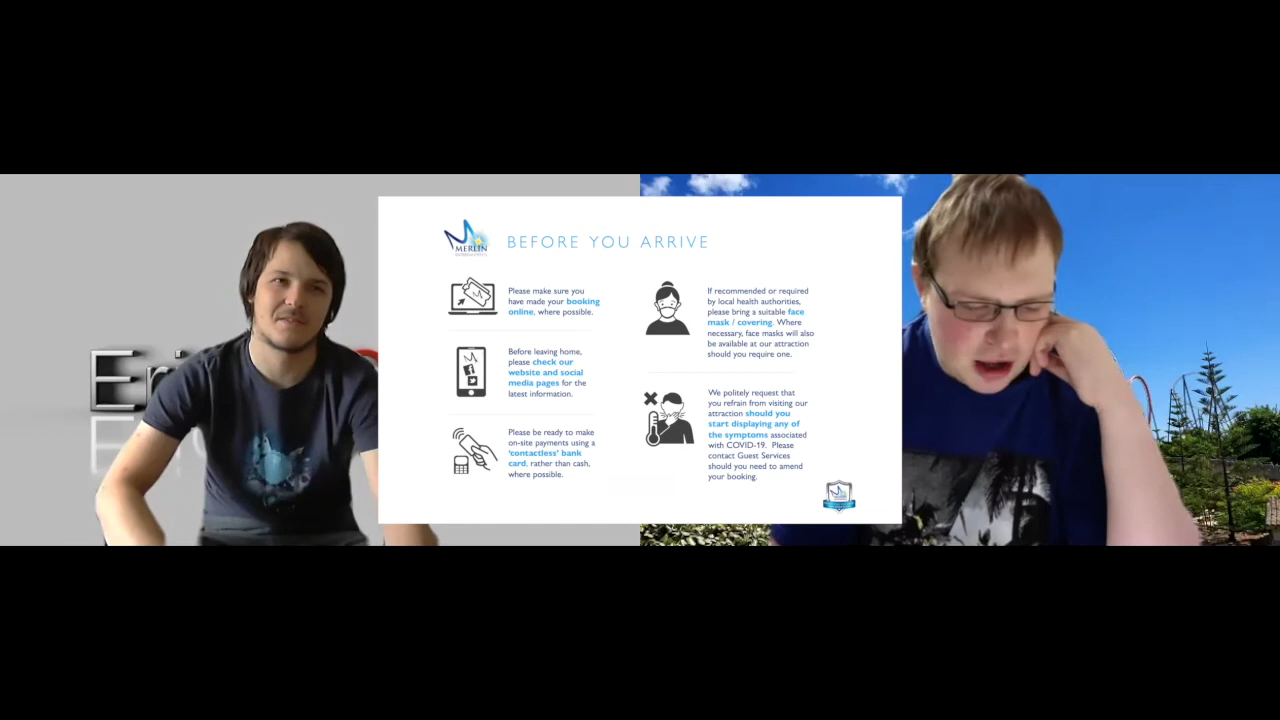 MERLIN
BEFORE YOU ARRIVE
Please make sure you
have made your booking
online, where possible.
Before leaving home,
please check our
website and social
media pages for the
latest information.
Please be ready to make
on-site payments using a
‘contactless’ bank
card, rather than cash,
where possible.
If recommended or required
by local health authorities,
please bring a suitable face
mask / covering. Where
necessary, face masks will also
be available at our attraction
should you require one.
We politely request that
you refrain from visiting our
attraction should you
start displaying any of
the symptoms associated
with COVID-19. Please
contact Guest Services
should you need to amend
your booking.